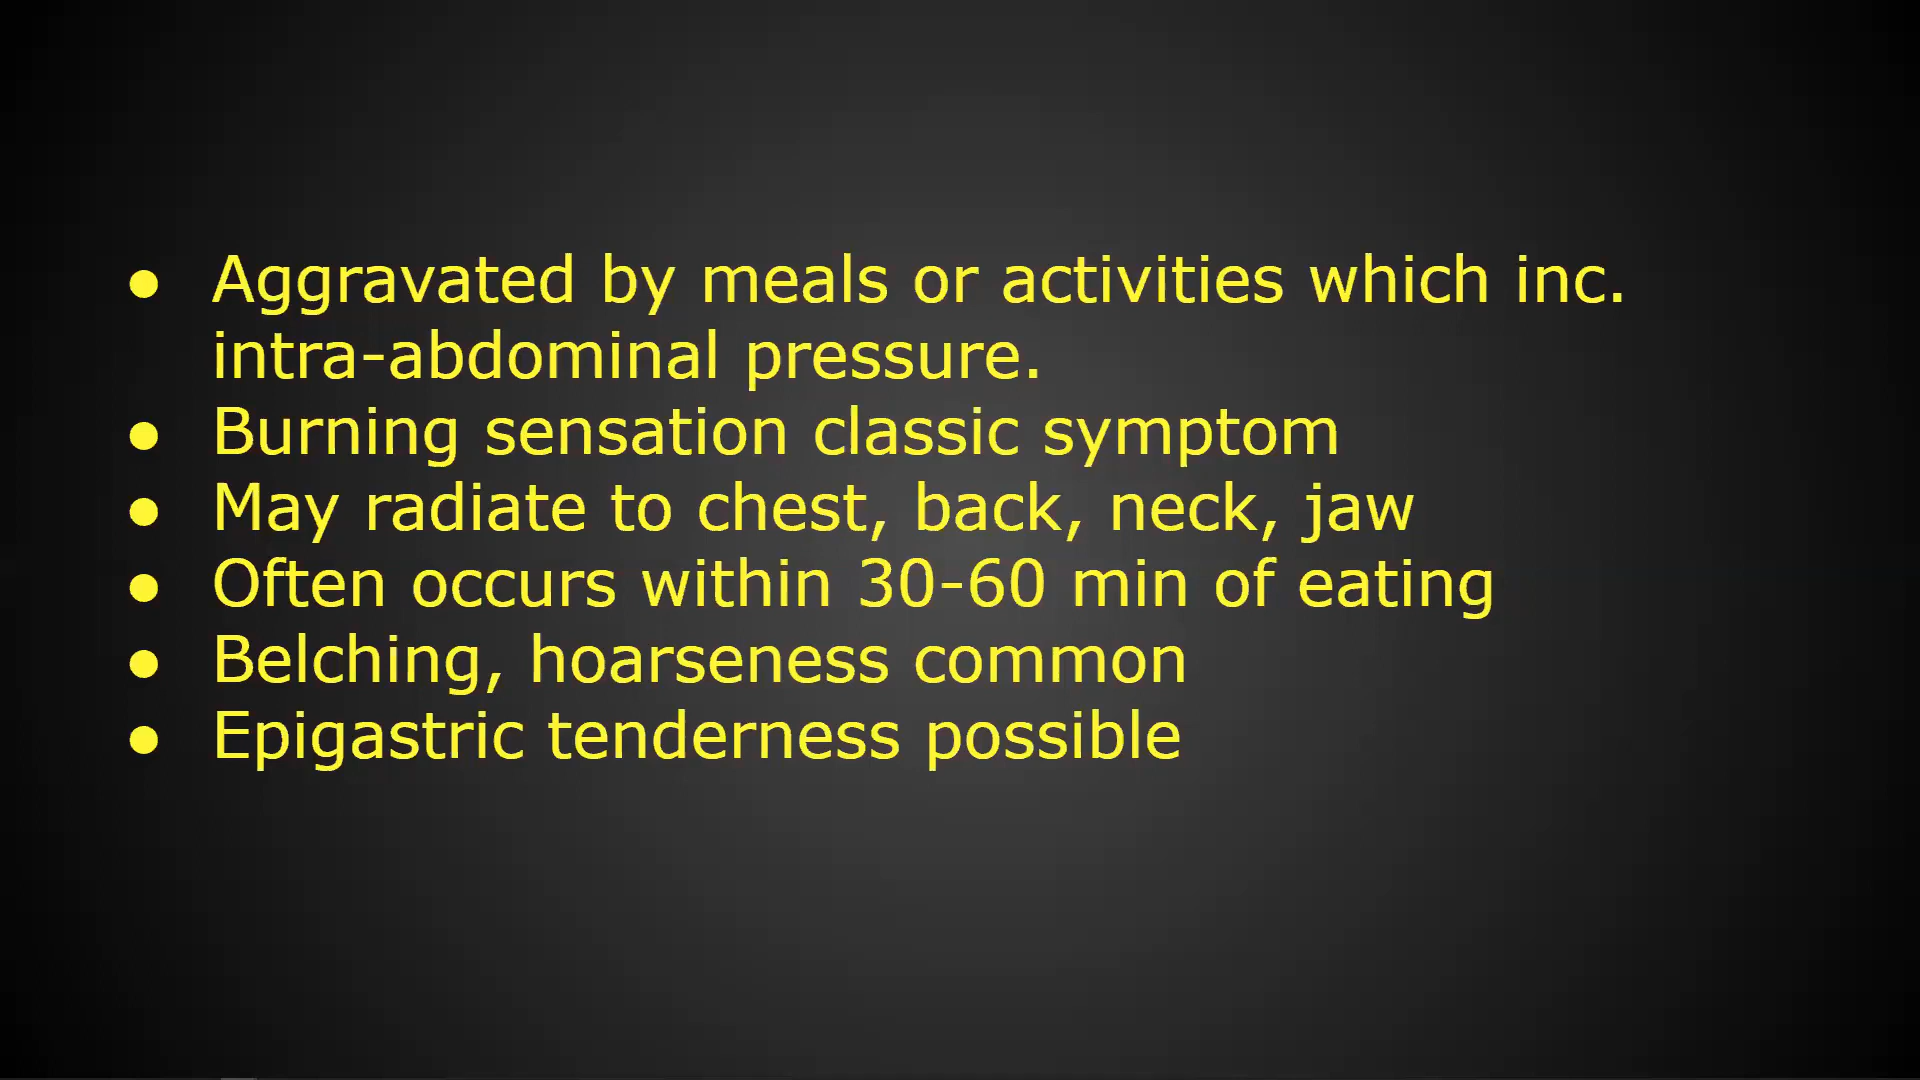 ● Aggravated by meals or activities which inc.
intra-abdominal pressure.
● Burning sensation classic symptom
● May radiate to chest, back, neck, jaw
● Often occurs within 30-60 min of eating
● Belching, hoarseness common
● Epigastric tenderness possible